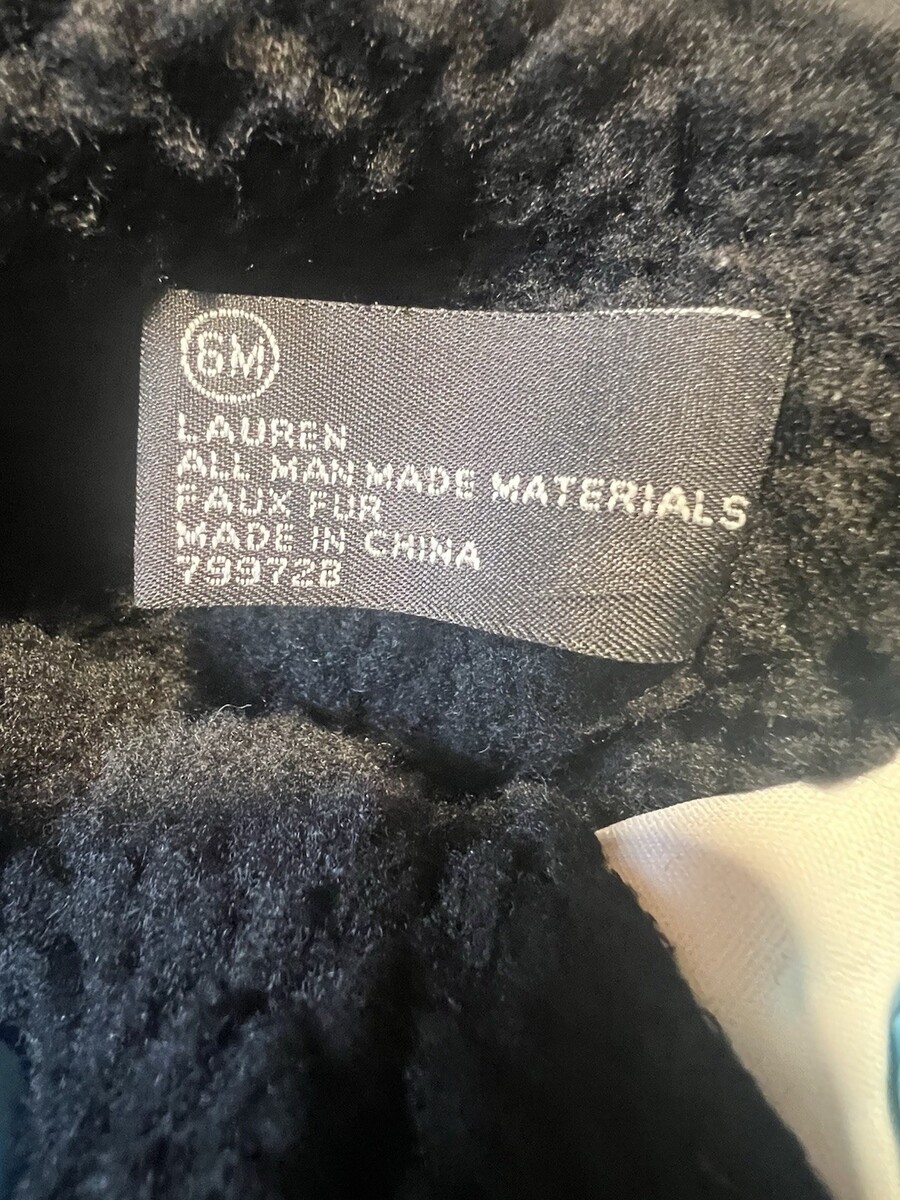 6M
LAUREN
ALL MAN MADE MATERIALS
FAUX FUR
MADE IN CHINA
799728